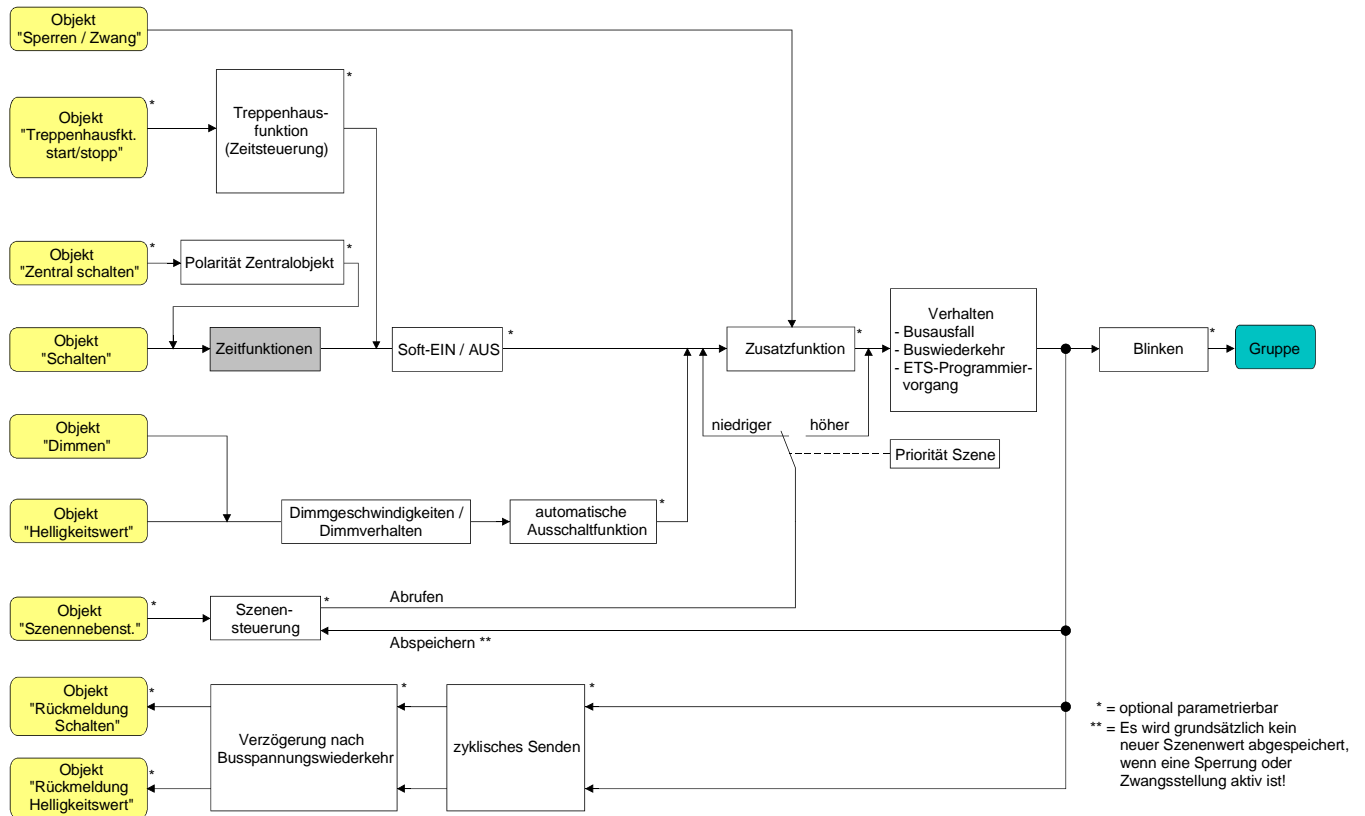 Objekt
"Sperren / Zwang"
*
Objekt
"Treppenhausfkt.
start/stopp"
*
Treppenhaus-
funktion
(Zeitsteuerung)
*
Objekt
"Zentral schalten"
*
Polarität Zentralobjekt
*
Objekt
"Schalten"
Zeitfunktionen
Soft-EIN / AUS
*
Zusatzfunktion
*
Verhalten
- Busausfall
- Buswiederkehr
- ETS-Programmier-
vorgang
Blinken
*
Gruppe
niedriger
höher
Priorität Szene
Objekt
"Dimmen"
Objekt
"Helligkeitswert"
Dimmgeschwindigkeiten /
Dimmverhalten
automatische
Ausschaltfunktion
*
Objekt
"Szenennebenst."
*
Szenen-
steuerung
*
Abrufen
Abspeichern **
Objekt
"Rückmeldung
Schalten"
*
Verzögerung nach
Busspannungswiederkehr
*
zyklisches Senden
*
Objekt
"Rückmeldung
Helligkeitswert"
*
* = optional parametrierbar
** = Es wird grundsätzlich kein
neuer Szenenwert abgespeichert,
wenn eine Sperrung oder
Zwangsstellung aktiv ist!